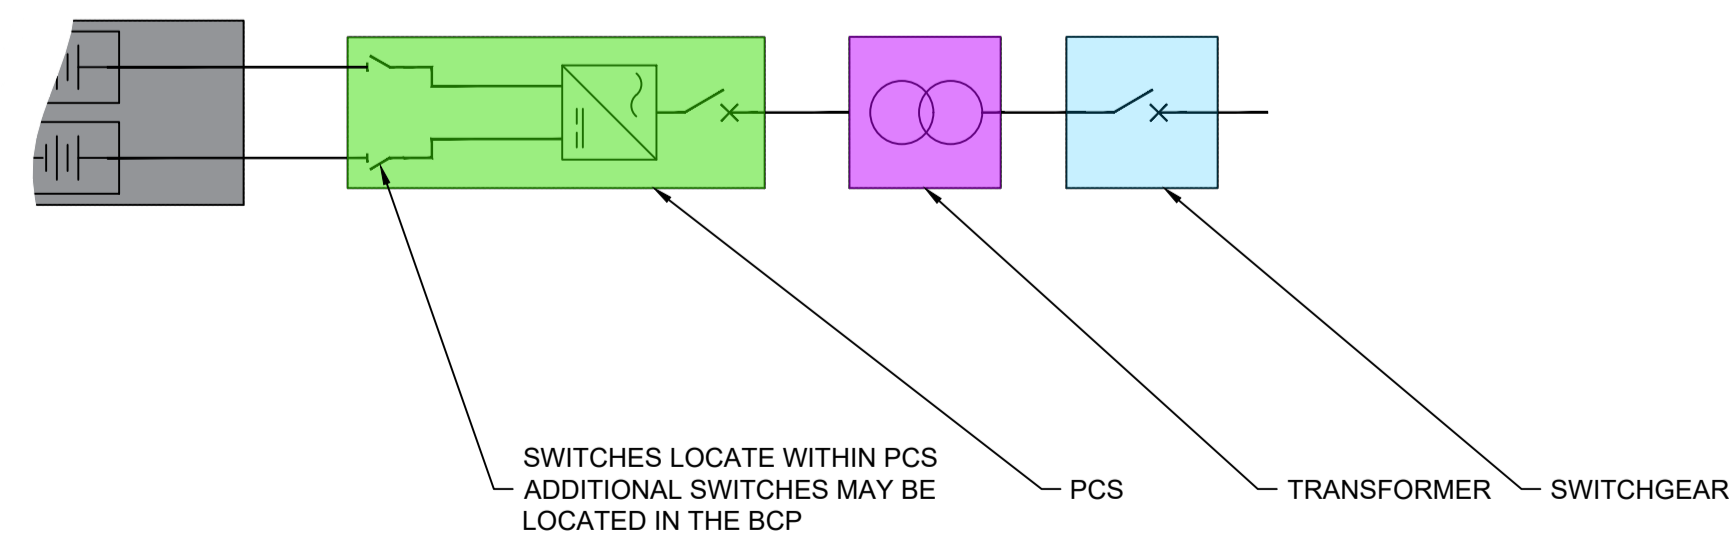 SWITCHES LOCATE WITHIN PCS
ADDITIONAL SWITCHES MAY BE
LOCATED IN THE BCP
PCS
TRANSFORMER
SWITCHGEAR